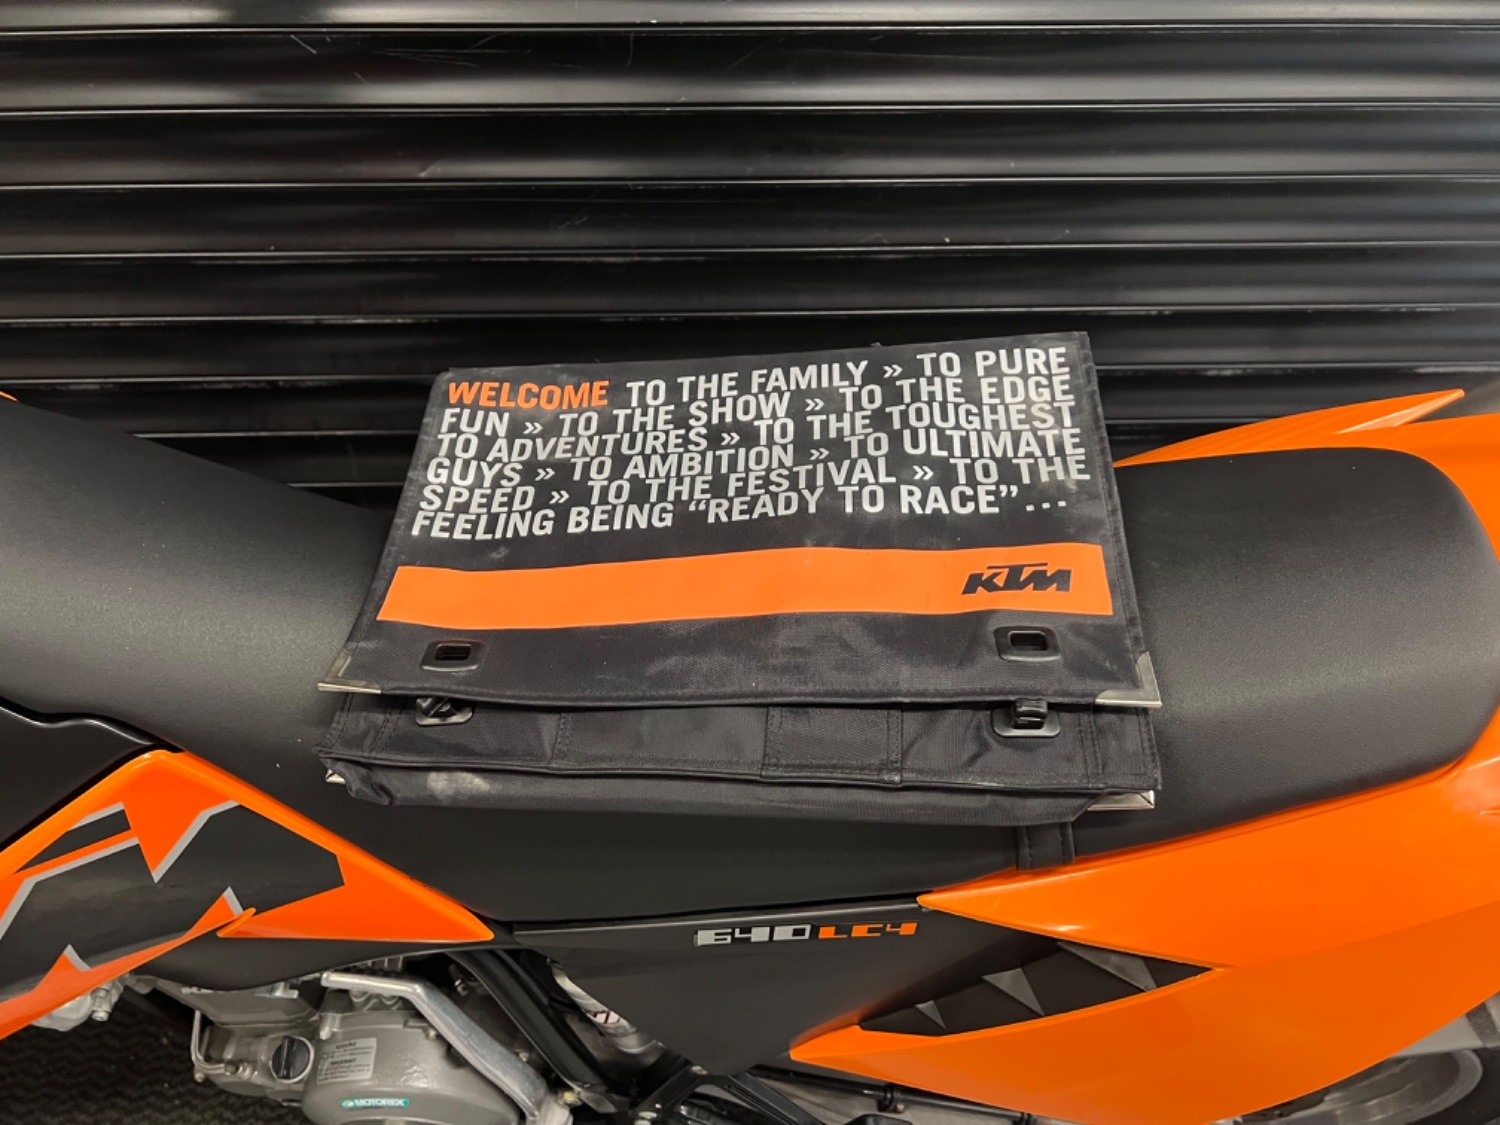 WELCOME TO THE FAMILY » TO PURE
FUN » TO THE SHOW » TO THE EDGE
TO ADVENTURES » TO THE TOUGHEST
GUYS » TO AMBITION » TO ULTIMATE
SPEED » TO THE FESTIVAL » TO THE
FEELING BEING “READY TO RACE”...
KTM
640 LC4
MOTOREX